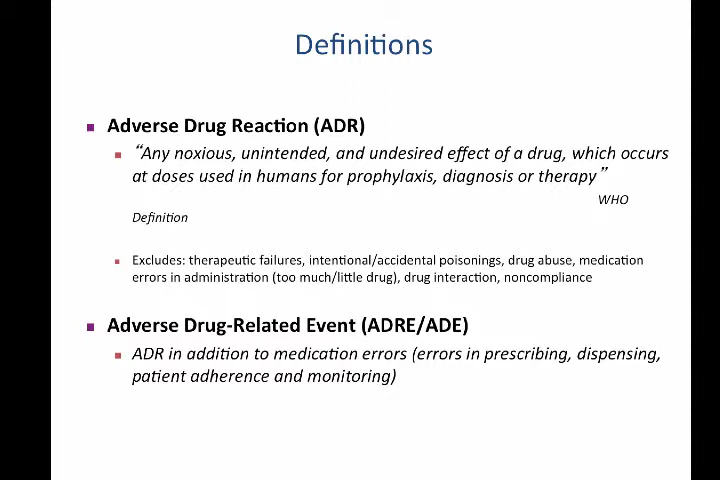 Definitions
Adverse Drug Reaction (ADR)
“Any noxious, unintended, and undesired effect of a drug, which occurs
at doses used in humans for prophylaxis, diagnosis or therapy”
WHO
Definition
Excludes: therapeutic failures, intentional/accidental poisonings, drug abuse, medication
errors in administration (too much/little drug), drug interaction, noncompliance
Adverse Drug-Related Event (ADRE/ADE)
ADR in addition to medication errors (errors in prescribing, dispensing,
patient adherence and monitoring)